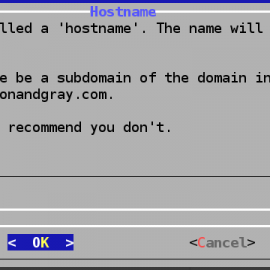 Hostname
lled a 'hostname'. The name will
e be a subdomain of the domain in
onandgray.com.
recommend you don't.
< OK > <Cancel>